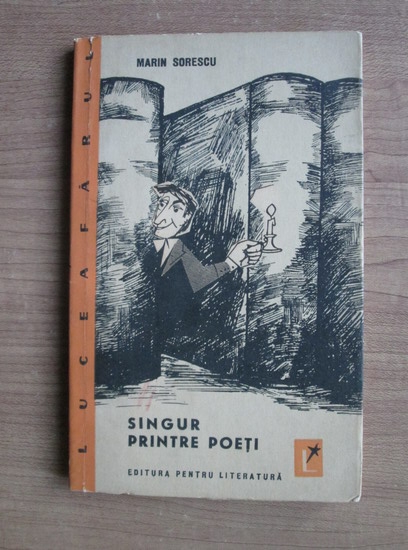 MARIN SORESCU
LUCEAFĂRUL
SINGUR
PRINTRE POEȚI
L
EDITURA PENTRU LITERATURĂ